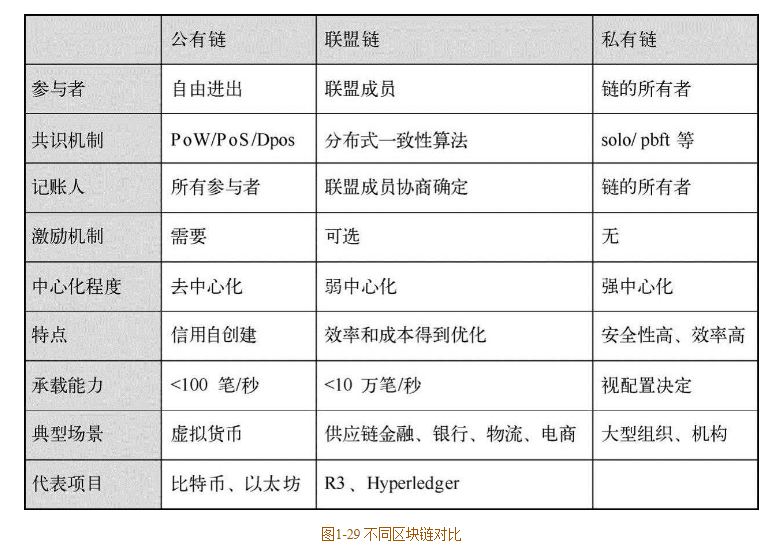 公有链 联盟链 私有链
参与者 自由进出 联盟成员 链的所有者
共识机制 PoW/PoS/Dpos 分布式一致性算法 solo/ pbft 等
记账人 所有参与者 联盟成员协商确定 链的所有者
激励机制 需要 可选 无
中心化程度 去中心化 弱中心化 强中心化
特点 信用自创建 效率和成本得到优化 安全性高、效率高
承载能力 <100 笔/秒 <10 万笔/秒 视配置决定
典型场景 虚拟货币 供应链金融、银行、物流、电商 大型组织、机构
代表项目 比特币、以太坊 R3 、Hyperledger
图1-29 不同区块链对比